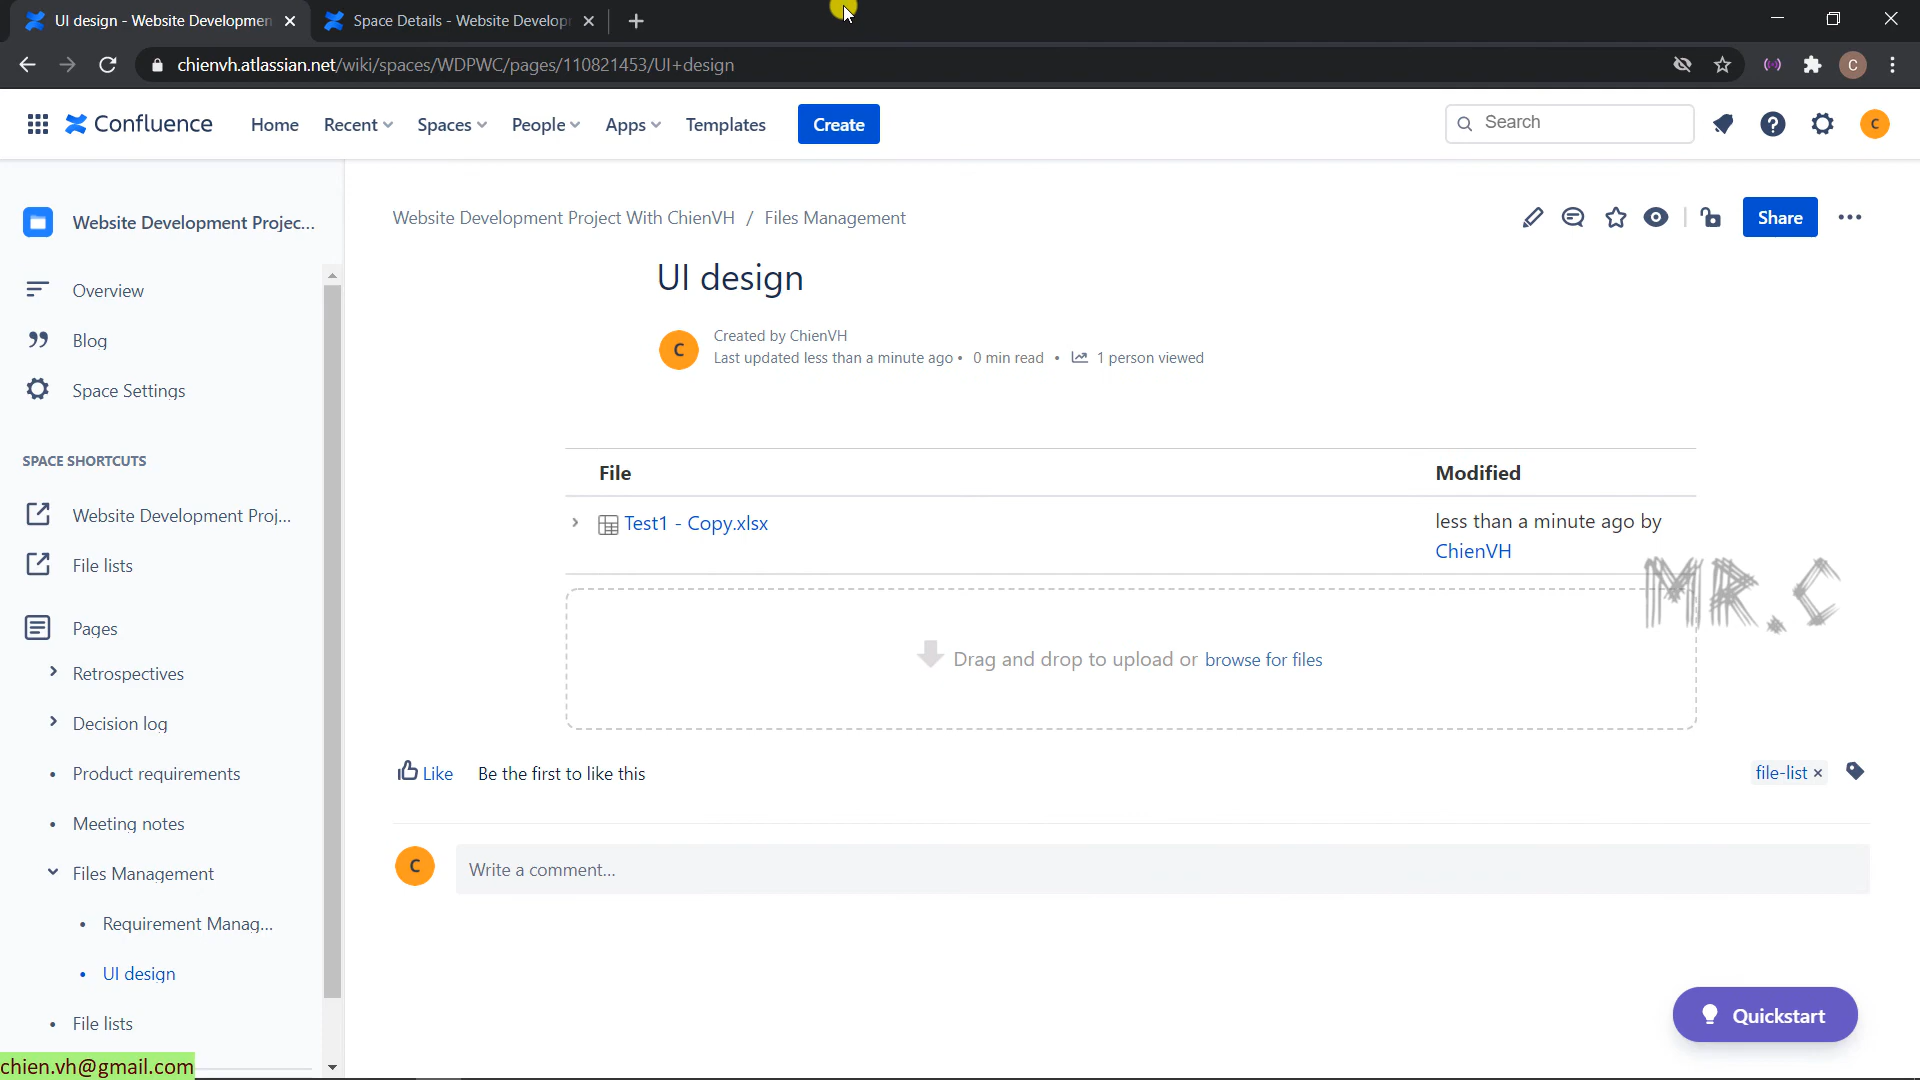 UI design - Website Developmen
Space Details - Website Develop
chienvh.atlassian.net/wiki/spaces/WDPWC/pages/110821453/UI+design
C
Confluence
Home
Recent
Spaces
People
Apps
Templates
Create
Search
C
Website Development Projec...
Overview
Blog
Space Settings
SPACE SHORTCUTS
Website Development Proj...
File lists
Pages
Retrospectives
Decision log
Product requirements
Meeting notes
Files Management
Requirement Manag...
UI design
File lists
chien.vh@gmail.com
Website Development Project With ChienVH / Files Management
Share
UI design
C
Created by ChienVH
Last updated less than a minute ago • 0 min read • 1 person viewed
File Modified
Test1 - Copy.xlsx
less than a minute ago by
ChienVH
MR.C
Drag and drop to upload or browse for files
Like Be the first to like this
file-list ×
C
Write a comment...
Quickstart